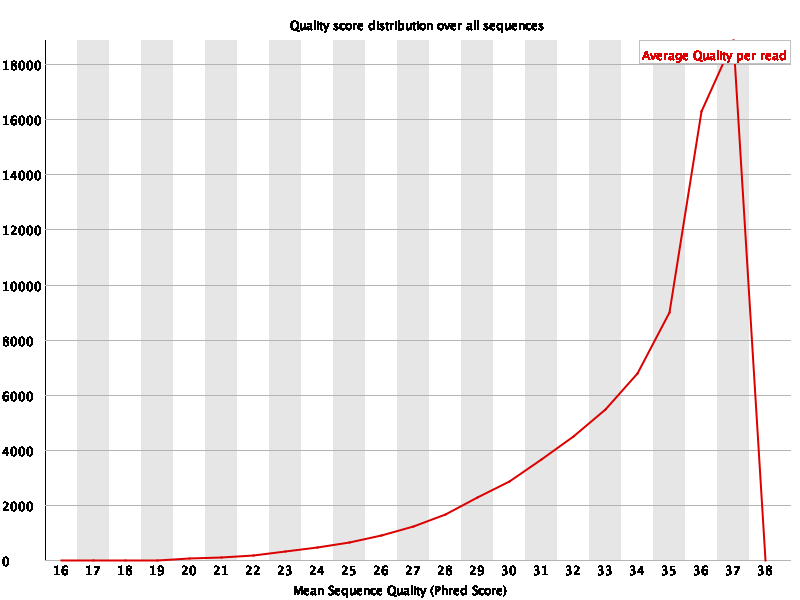 Quality score distribution over all sequences
Average Quality per read
18000
16000
14000
12000
10000
8000
6000
4000
2000
0
16 17 18 19 20 21 22 23 24 25 26 27 28 29 30 31 32 33 34 35 36 37 38
Mean Sequence Quality (Phred Score)